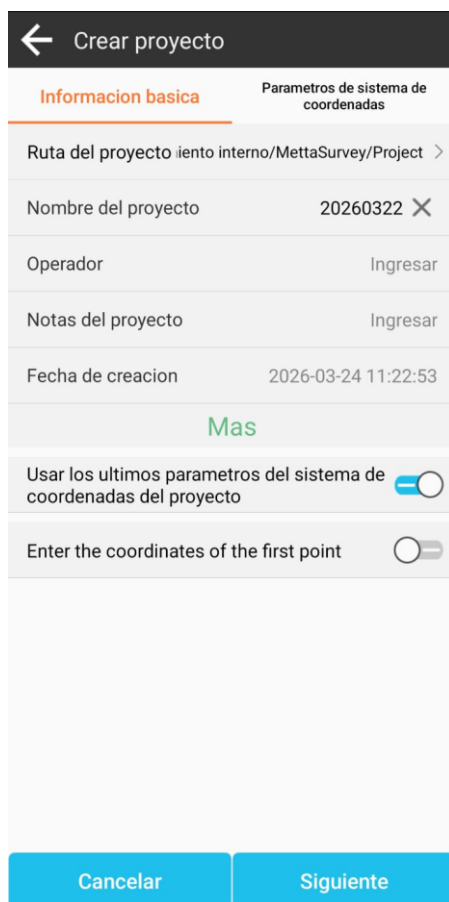 Crear proyecto
Informacion basica
Parametros de sistema de
coordenadas
Ruta del proyecto iento interno/MettaSurvey/Project
Nombre del proyecto 20260322
Operador Ingresar
Notas del proyecto Ingresar
Fecha de creacion 2026-03-24 11:22:53
Mas
Usar los ultimos parametros del sistema de
coordenadas del proyecto
Enter the coordinates of the first point
Cancelar Siguiente